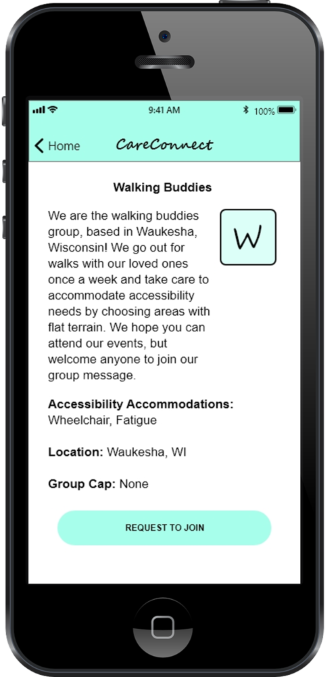 9:41 AM
100%
Home
CareConnect
Walking Buddies
We are the walking buddies
group, based in Waukesha,
Wisconsin! We go out for
walks with our loved ones
once a week and take care to
accommodate accessibility
needs by choosing areas with
flat terrain. We hope you can
attend our events, but
welcome anyone to join our
group message.
W
Accessibility Accommodations:
Wheelchair, Fatigue
Location: Waukesha, WI
Group Cap: None
REQUEST TO JOIN